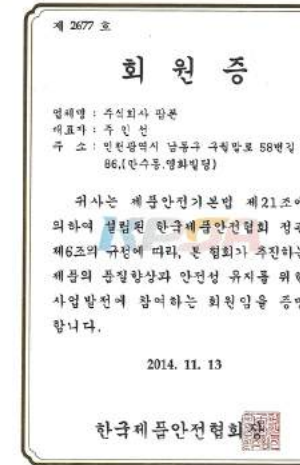 제 2677 호
회 원 증
업체명 : 주식회사 팜폰
대표자 : 주 민 선
주 소 : 인천광역시 남동구 구월말로 58번길
86,(만수동,영화빌딩)
귀사는 제품안전기본법 제21조에
의하여 설립된 한국제품안전협회 정관
제6조의 규정에 따라, 본 협회가 추진하는
제품의 품질향상과 안전성 유지를 위한
사업발전에 참여하는 회원임을 증명
합니다.
2014. 11. 13
한국제품안전협회장